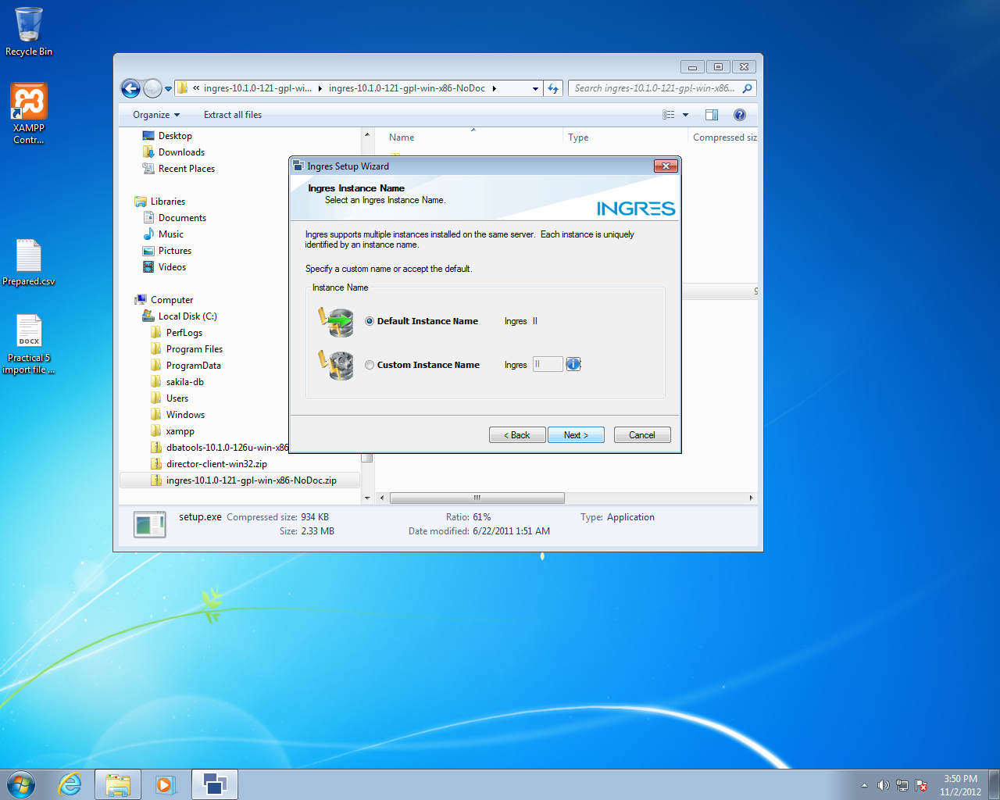 Recycle Bin
XAMPP
Contr...
Prepared.csv
DOCX
Practical 5
import file ...
« ingres-10.1.0-121-gpl-wi... ingres-10.1.0-121-gpl-win-x86-NoDoc
Search ingres-10.1.0-121-gpl-win-x86...
Organize Extract all files
Name Type Compressed siz
Desktop
Downloads
Recent Places
Libraries
Documents
Music
Pictures
Videos
Computer
Local Disk (C:)
PerfLogs
Program Files
ProgramData
sakila-db
Users
Windows
xampp
dbatools-10.1.0-126u-win-x86
director-client-win32.zip
ingres-10.1.0-121-gpl-win-x86-NoDoc.zip
9
Ingres Setup Wizard
Ingres Instance Name
Select an Ingres Instance Name.
INGRES
Ingres supports multiple instances installed on the same server. Each instance is uniquely
identified by an instance name.
Specify a custom name or accept the default.
Instance Name
Default Instance Name Ingres II
Custom Instance Name Ingres II
< Back Next > Cancel
setup.exe Compressed size: 934 KB Ratio: 61% Type: Application
Size: 2.33 MB Date modified: 6/22/2011 1:51 AM
3:50 PM
11/2/2012